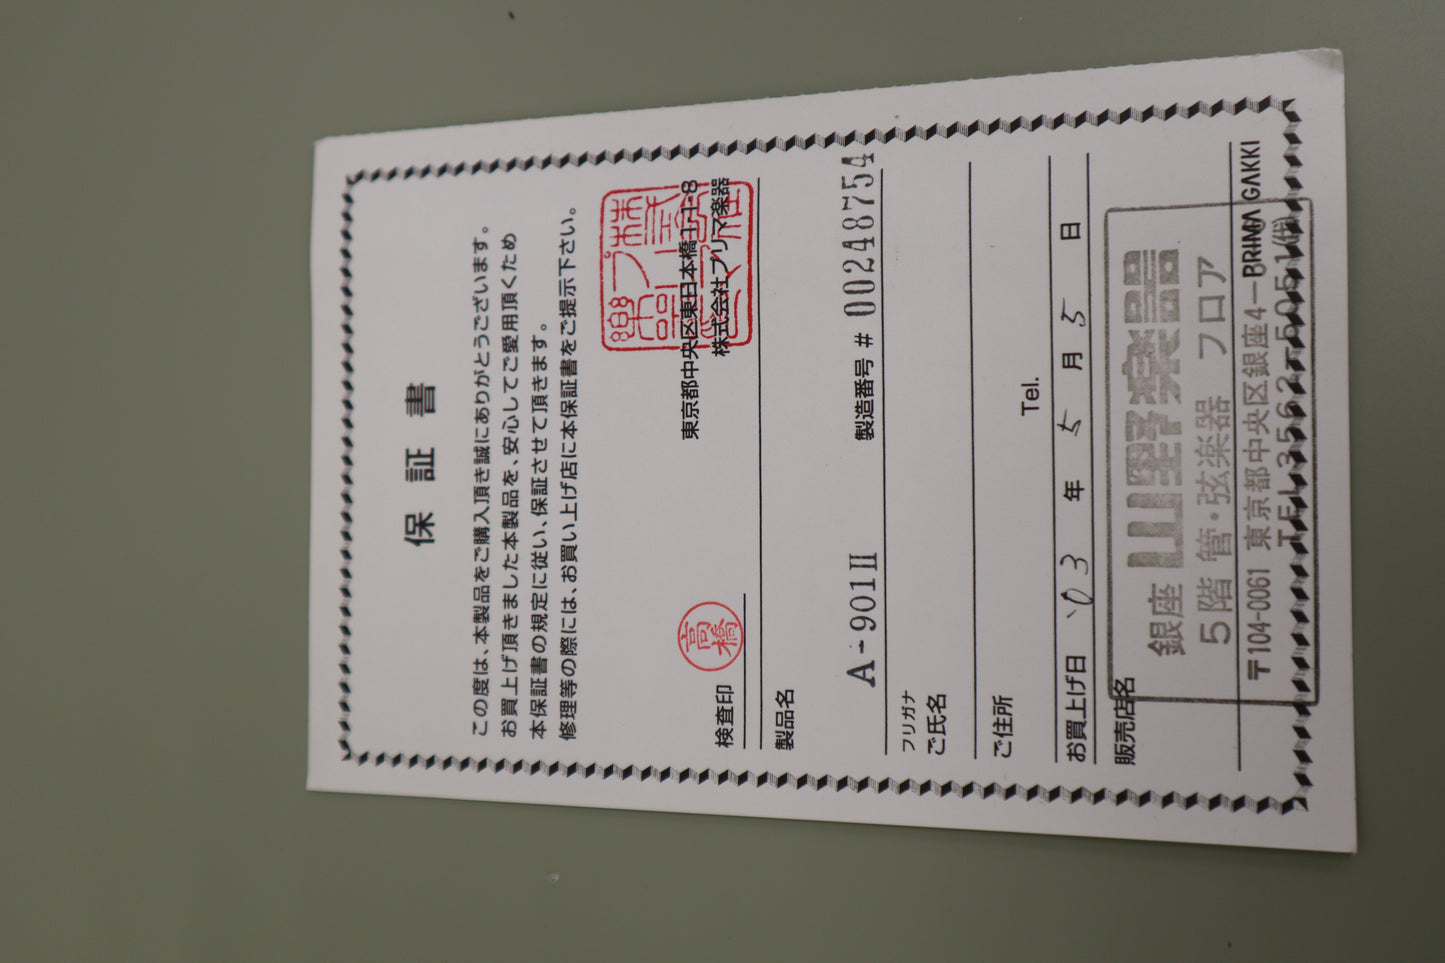 保証書
この度は、本製品をご購入頂き誠にありがとうございます。
お買上げ頂きました本製品を、安心してご愛用頂くため
本保証書の規定に従い、保証させて頂きます。
修理等の際には、お買い上げ店に本保証書をご提示下さい。
東京都中央区東日本橋1-1-8
株式会社プリマ楽器
検査印 高橋
製品名
A-901II 製造番号 # 00248754
フリガナ
ご氏名
ご住所
Tel.
お買上げ日 '03 年 5 月 5 日
販売店名
銀座 山野楽器
5階 管・弦楽器 フロア
〒104-0061 東京都中央区銀座4-
TEL 3562-5051(代)
PRIMA GAKKI